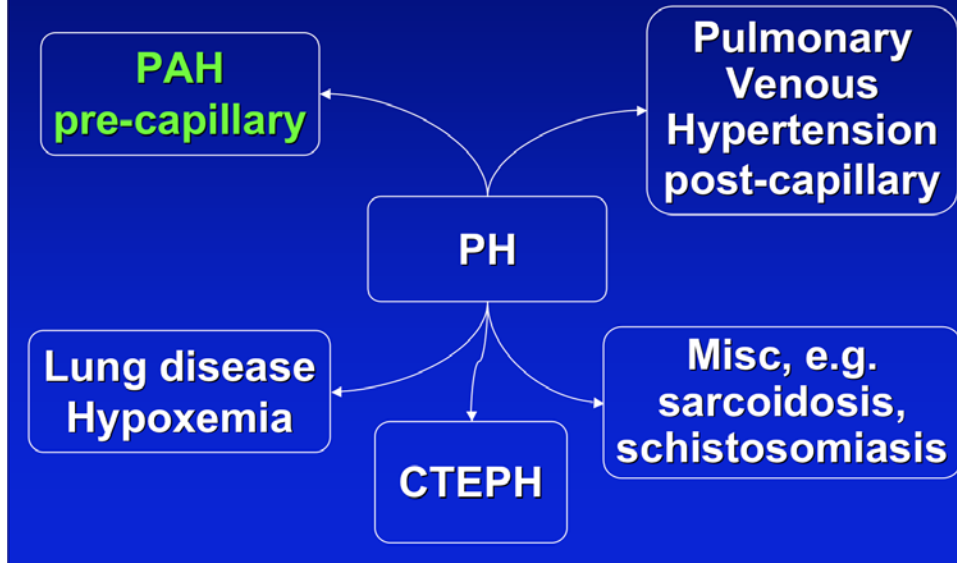 PAH
pre-capillary
Pulmonary
Venous
Hypertension
post-capillary
PH
Lung disease
Hypoxemia
CTEPH
Misc, e.g.
sarcoidosis,
schistosomiasis